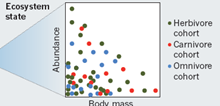 Ecosystem
state
Abundance
Body mass
Herbivore
cohort
Carnivore
cohort
Omnivore
cohort